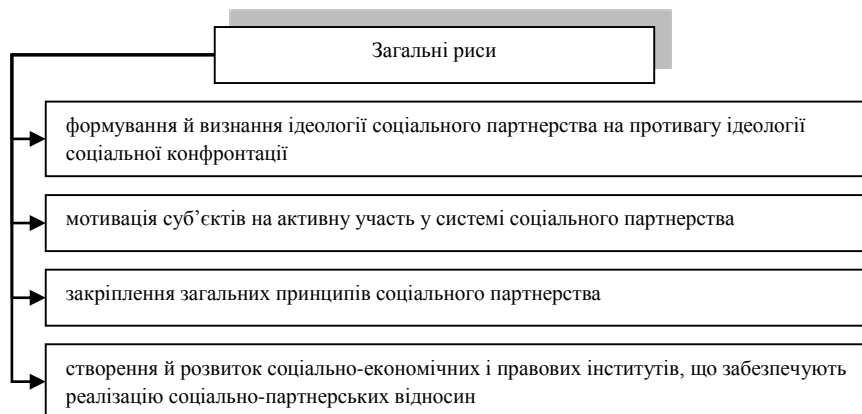 Загальні риси
формування й визнання ідеології соціального партнерства на противагу ідеології
соціальної конфронтації
мотивація суб’єктів на активну участь у системі соціального партнерства
закріплення загальних принципів соціального партнерства
створення й розвиток соціально-економічних і правових інститутів, що забезпечують
реалізацію соціально-партнерських відносин